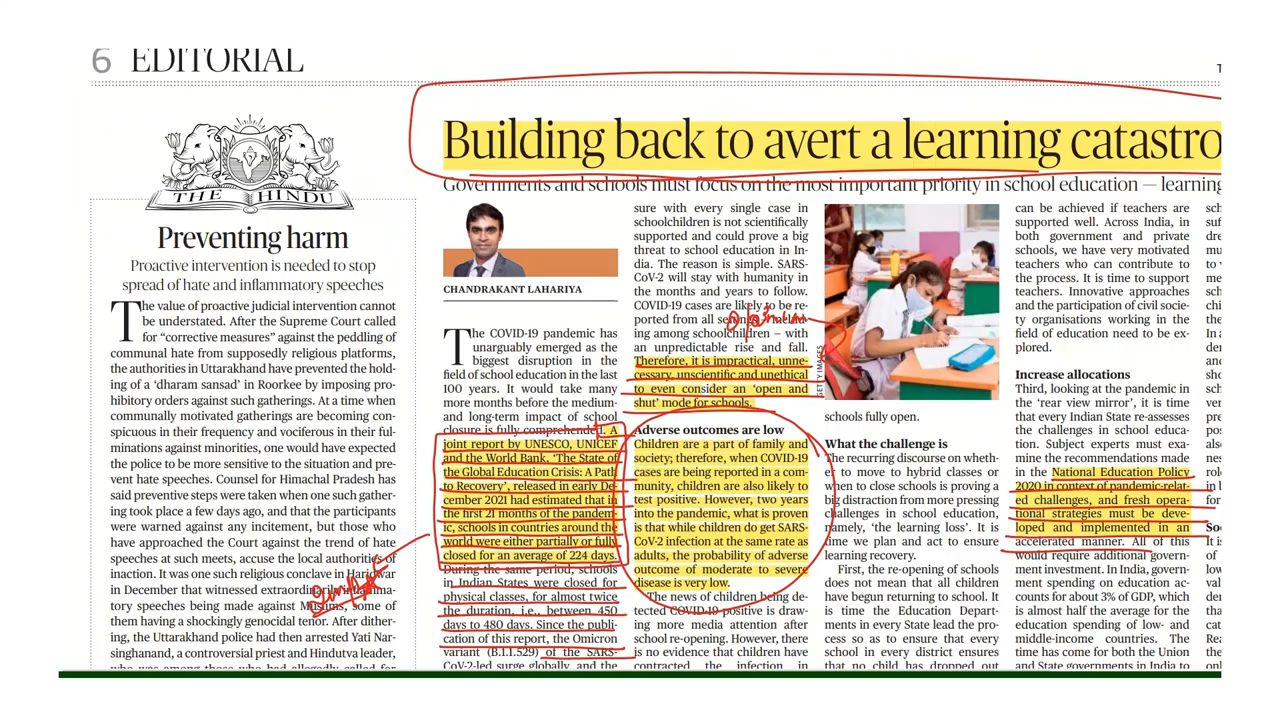 6 EDITORIAL
T
THE HINDU
Preventing harm
Proactive intervention is needed to stop
spread of hate and inflammatory speeches
The value of proactive judicial intervention cannot
be understated. After the Supreme Court called
for “corrective measures” against the peddling of
communal hate from supposedly religious platforms,
the authorities in Uttarakhand have prevented the hold-
ing of a ‘dharam sansad’ in Roorkee by imposing pro-
hibitory orders against such gatherings. At a time when
communally motivated gatherings are becoming con-
spicuous in their frequency and vociferous in their ful-
minations against minorities, one would have expected
the police to be more sensitive to the situation and pre-
vent hate speeches. Counsel for Himachal Pradesh has
said preventive steps were taken when one such gather-
ing took place a few days ago, and that the participants
were warned against any incitement, but those who
have approached the Court against the trend of hate
speeches at such meets, accuse the local authorities of
inaction. It was one such religious conclave in Haridwar
in December that witnessed extraordinarily inflamma-
tory speeches being made against Muslims, some of
them having a shockingly genocidal tenor. After dither-
ing, the Uttarakhand police had then arrested Yati Nar-
singhanand, a controversial priest and Hindutva leader,
who was among those who had allegedly called for
Building back to avert a learning catastro
Governments and schools must focus on the most important priority in school education — learning
CHANDRAKANT LAHARIYA
The COVID-19 pandemic has
unarguably emerged as the
biggest disruption in the
field of school education in the last
100 years. It would take many
more months before the medium-
and long-term impact of school
closure is fully comprehended. A
joint report by UNESCO, UNICEF
and the World Bank, ‘The State of
the Global Education Crisis: A Path
to Recovery’, released in early De-
cember 2021 had estimated that in
the first 21 months of the pandem-
ic, schools in countries around the
world were either partially or fully
closed for an average of 224 days.
During the same period, schools
in Indian States were closed for
physical classes, for almost twice
the duration, i.e., between 450
days to 480 days. Since the publi-
cation of this report, the Omicron
variant (B.1.1.529) of the SARS-
CoV-2-led surge globally, and the
sure with every single case in
schoolchildren is not scientifically
supported and could prove a big
threat to school education in In-
dia. The reason is simple. SARS-
CoV-2 will stay with humanity in
the months and years to follow.
COVID-19 cases are likely to be re-
ported from all includ-
ing among schoolchildren – with
an unpredictable rise and fall.
Therefore, it is impractical, unne-
cessary, unscientific and unethical
to even consider an ‘open and
shut’ mode for schools.
Adverse outcomes are low
Children are a part of family and
society; therefore, when COVID-19
cases are being reported in a com-
munity, children are also likely to
test positive. However, two years
into the pandemic, what is proven
is that while children do get SARS-
CoV-2 infection at the same rate as
adults, the probability of adverse
outcome of moderate to severe
disease is very low.
The news of children being de-
tected COVID-19 positive is draw-
ing more media attention after
school re-opening. However, there
is no evidence that children have
contracted the infection in
GETTY IMAGES
schools fully open.
What the challenge is
The recurring discourse on wheth-
er to move to hybrid classes or
when to close schools is proving a
big distraction from more pressing
challenges in school education,
namely, ‘the learning loss’. It is
time we plan and act to ensure
learning recovery.
First, the re-opening of schools
does not mean that all children
have begun returning to school. It
is time the Education Depart-
ments in every State lead the
process so as to ensure that every
school in every district ensures
that no child has dropped out
can be achieved if teachers are
supported well. Across India, in
both government and private
schools, we have very motivated
teachers who can contribute to
the process. It is time to support
teachers. Innovative approaches
and the participation of civil socie-
ty organisations working in the
field of education need to be ex-
plored.
Increase allocations
Third, looking at the pandemic in
the ‘rear view mirror’, it is time
that every Indian State re-assesses
the challenges in school educa-
tion. Subject experts must exa-
mine the recommendations made
in the National Education Policy
2020 in context of pandemic-relat-
ed challenges, and fresh opera-
tional strategies must be deve-
loped and implemented in an
accelerated manner. All of this
would require additional govern-
ment investment. In India, govern-
ment spending on education ac-
counts for about 3% of GDP, which
is almost half the average for the
education spending of low- and
middle-income countries. The
time has come for both the Union
and State governments in India to